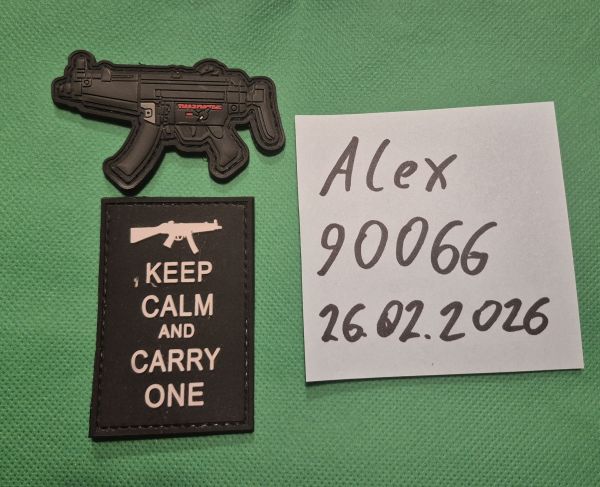 KEEP
CALM
AND
CARRY
ONE
Alex
90066
26.02.2026